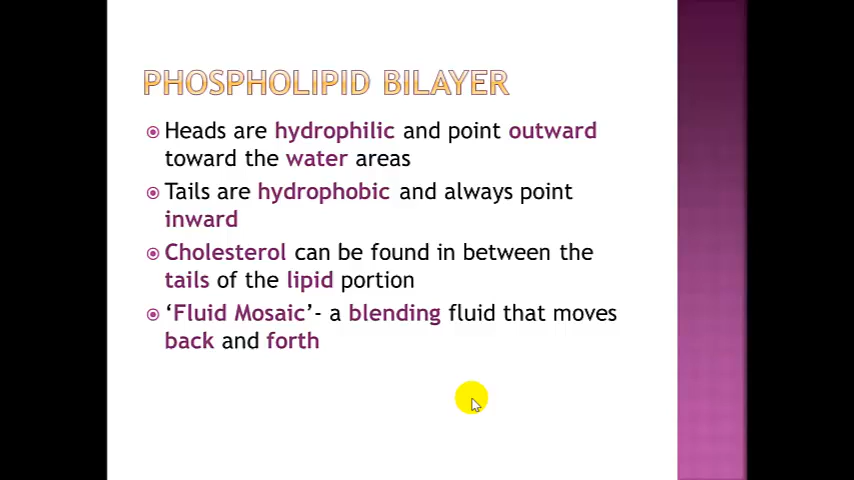 PHOSPHOLIPID BILAYER
Heads are hydrophilic and point outward
toward the water areas
Tails are hydrophobic and always point
inward
Cholesterol can be found in between the
tails of the lipid portion
‘Fluid Mosaic’- a blending fluid that moves
back and forth